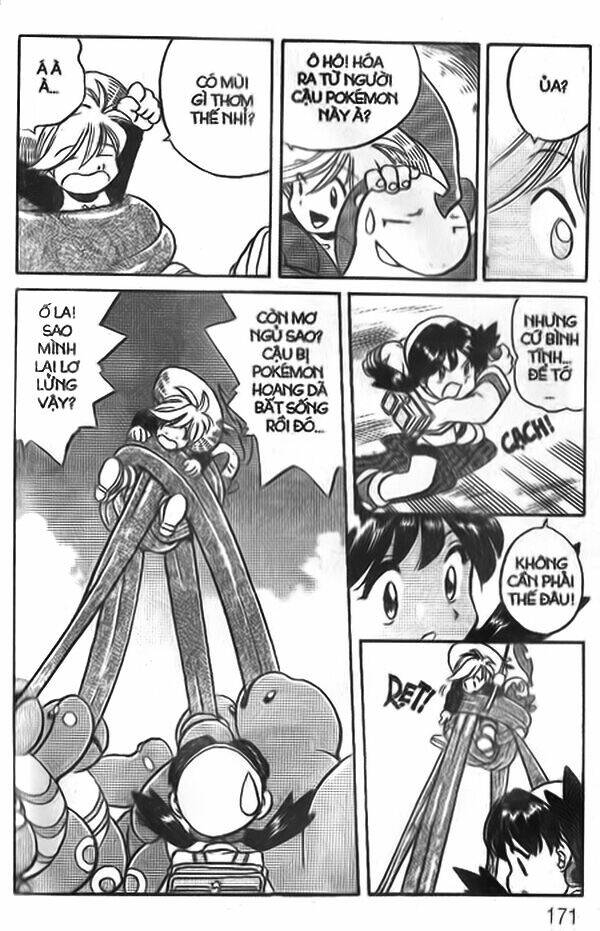 Á À
À...
CÓ MÙI
GÌ THƠM
THẾ NHỈ?
Ô HÔ! HÓA
RA TỪ NGƯỜI
CẬU POKÉMON
NÀY À?
ỦA?
Ố LA!
SAO
MÌNH
LẠI LƠ
LỬNG
VẬY?
CÒN MƠ
NGỦ SAO?
CẬU BỊ
POKÉMON
HOANG DÃ
BẮT SỐNG
RỒI ĐÓ...
NHƯNG
CỨ BÌNH
TĨNH...
ĐỂ TỚ
....
CẠCH!
KHÔNG
CẦN PHẢI
THẾ ĐÂU!
RẸT!
171